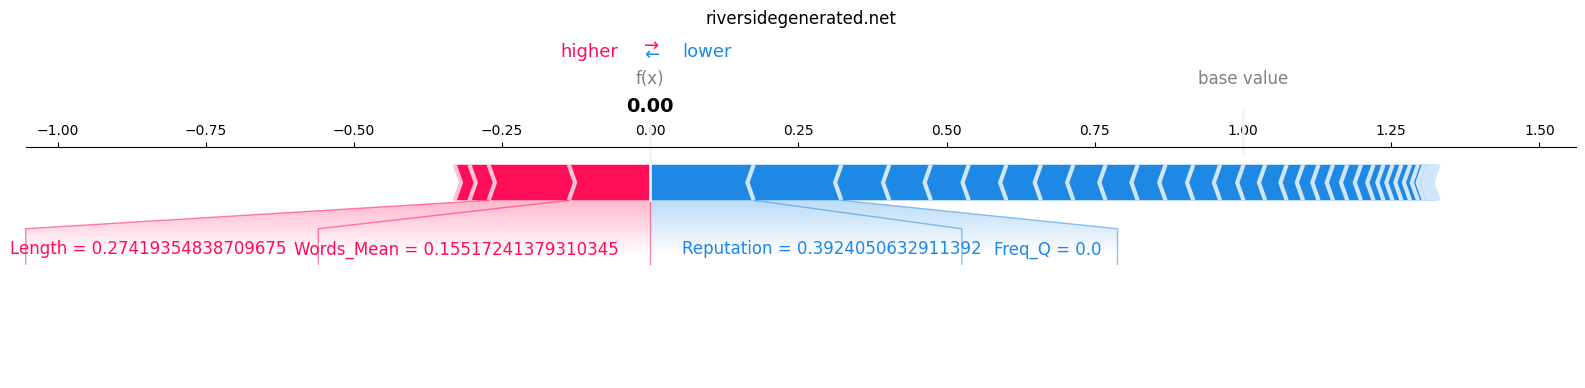 riversidegenerated.net
higher → ← lower
f(x) base value
0.00
−1.00 −0.75 −0.50 −0.25 0.00 0.25 0.50 0.75 1.00 1.25 1.50
Length = 0.27419354838709675 Words_Mean = 0.15517241379310345 Reputation = 0.3924050632911392 Freq_Q = 0.0